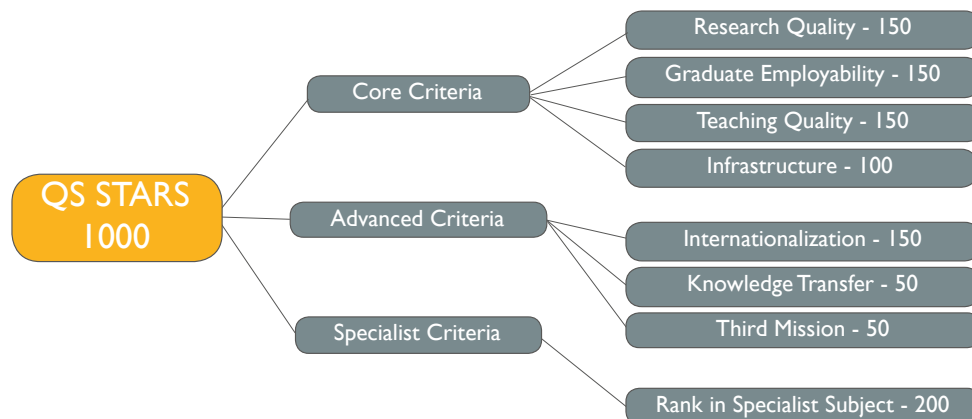 QS STARS
1000
Core Criteria
Research Quality - 150
Graduate Employability - 150
Teaching Quality - 150
Infrastructure - 100
Advanced Criteria
Internationalization - 150
Knowledge Transfer - 50
Third Mission - 50
Specialist Criteria
Rank in Specialist Subject - 200